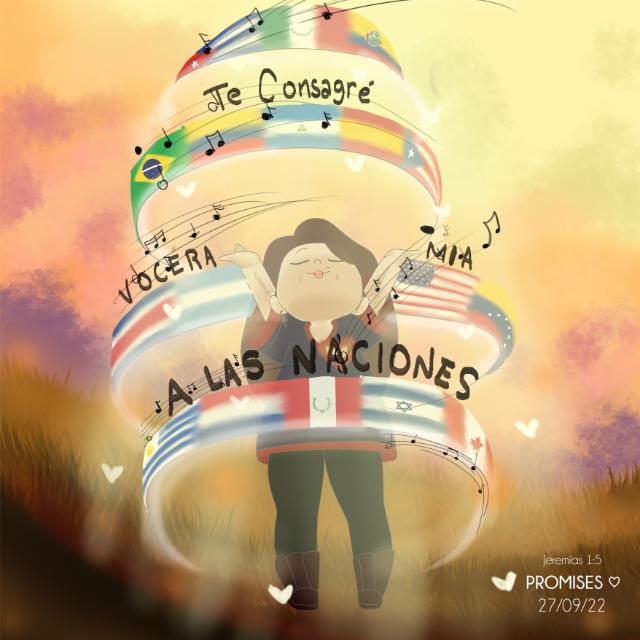 Te Consagré
VOCERA MIA
A LAS NACIONES
Jeremías 1:5
PROMISES ♡
27/09/22